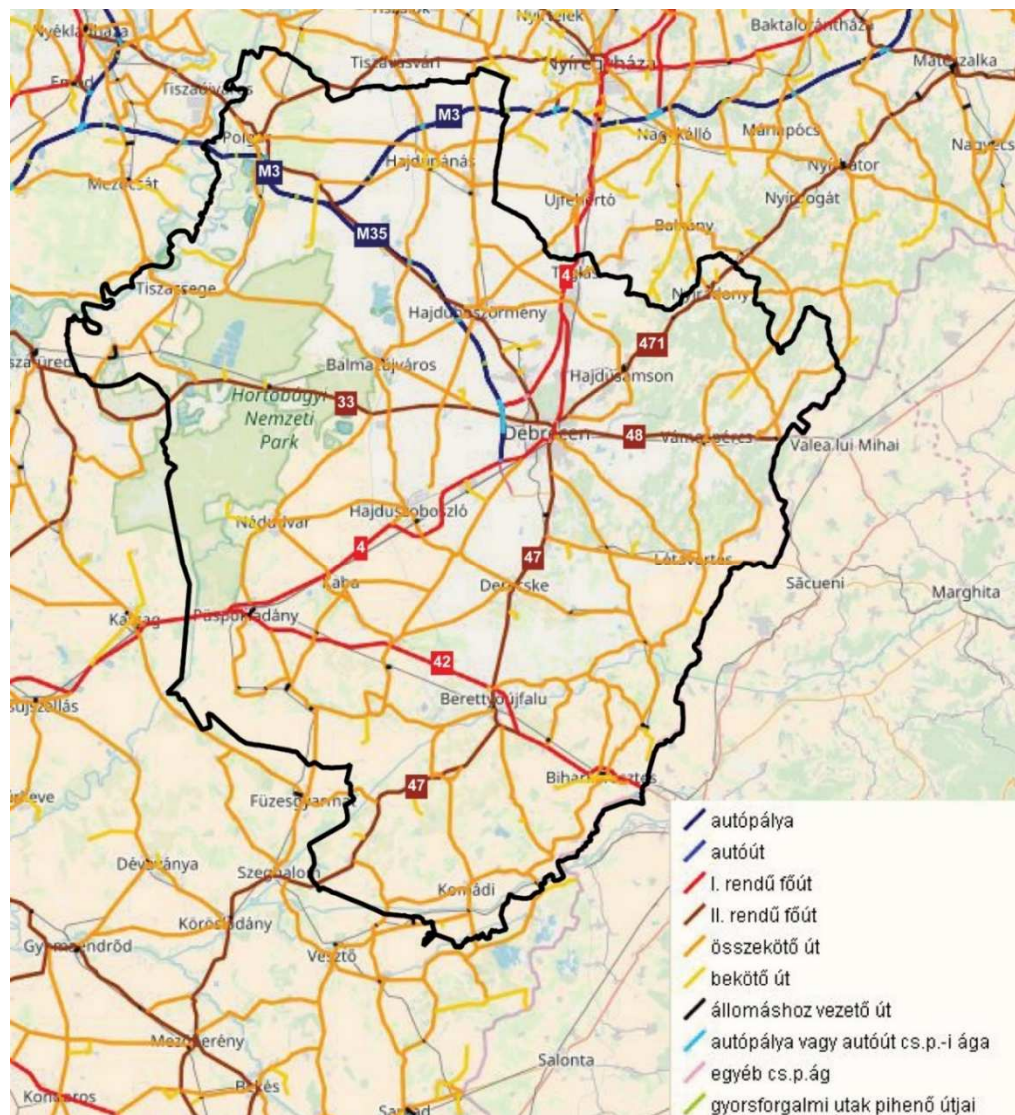 Nyíregyháza
Baktalórántháza
Mátészalka
Tiszavasvári
Tiszaújváros
M3
Nagykálló
Máriapócs
Polgár
Hajdúnánás
Mezőcsát
M3
Nyírbátor
Újfehértó
Nyírbogát
Balkány
M35
4
Téglás
Tiszacsege
Nyíradony
Hajdúböszörmény
471
Balmazújváros
Hajdúsámson
Hortobágyi
Nemzeti
Park
33
Debrecen
48
Vámospércs
Valea lui Mihai
Hajdúszoboszló
Nádudvar
4
47
Létavértes
Kaba
Derecske
Săcueni
Marghita
Karcag
Püspökladány
42
Berettyóújfalu
Biharkeresztes
47
Füzesgyarmat
Dévaványa
Szeghalom
Komádi
Körösladány
Gyomaendrőd
Vésztő
Mezőberény
Salonta
Békés
Kondoros
Sarkad
autópálya
autóút
I. rendű főút
II. rendű főút
összekötő út
bekötő út
állomáshoz vezető út
autópálya vagy autóút cs.p.-i ága
egyéb cs.p.ág
gyorsforgalmi utak pihenő útjai